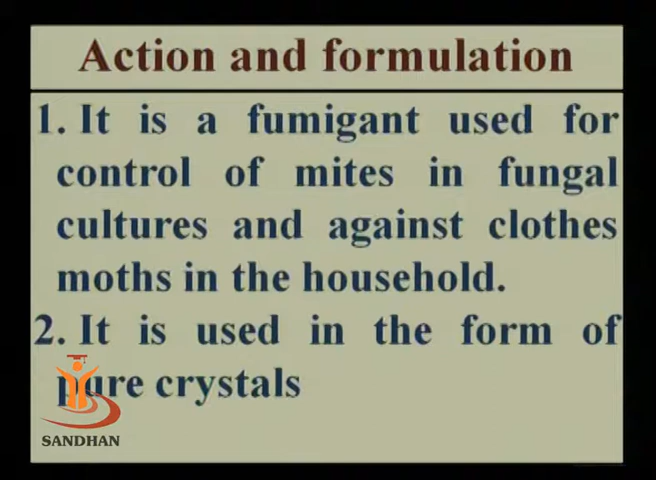 Action and formulation
1. It is a fumigant used for
control of mites in fungal
cultures and against clothes
moths in the household.
2. It is used in the form of
pure crystals
SANDHAN